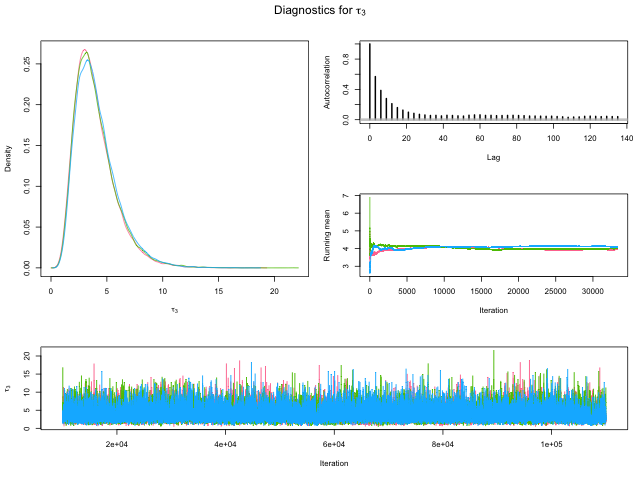 Diagnostics for τ3
Density
0.00 0.05 0.10 0.15 0.20 0.25
0 5 10 15 20
τ3
Autocorrelation
0.0 0.4 0.8
0 20 40 60 80 100 120 140
Lag
Running mean
3 4 5 6 7
0 5000 10000 15000 20000 25000 30000
Iteration
τ3
0 5 10 15 20
2e+04 4e+04 6e+04 8e+04 1e+05
Iteration